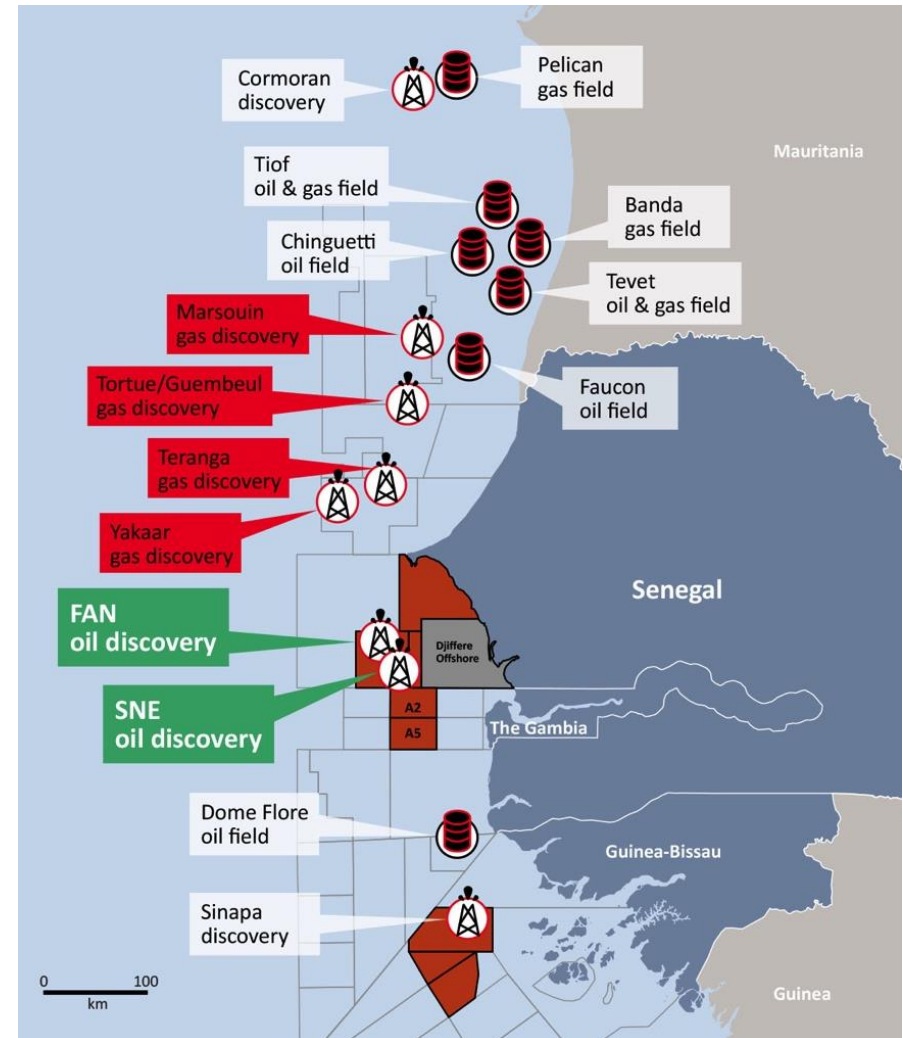 Cormoran
discovery
Pelican
gas field
Mauritania
Tiof
oil & gas field
Banda
gas field
Chinguetti
oil field
Tevet
oil & gas field
Marsouin
gas discovery
Tortue/Guembeul
gas discovery
Faucon
oil field
Teranga
gas discovery
Yakaar
gas discovery
Senegal
FAN
oil discovery
Djiffere
Offshore
SNE
oil discovery
A2
A5
The Gambia
Dome Flore
oil field
Guinea-Bissau
Sinapa
discovery
0 100
km
Guinea